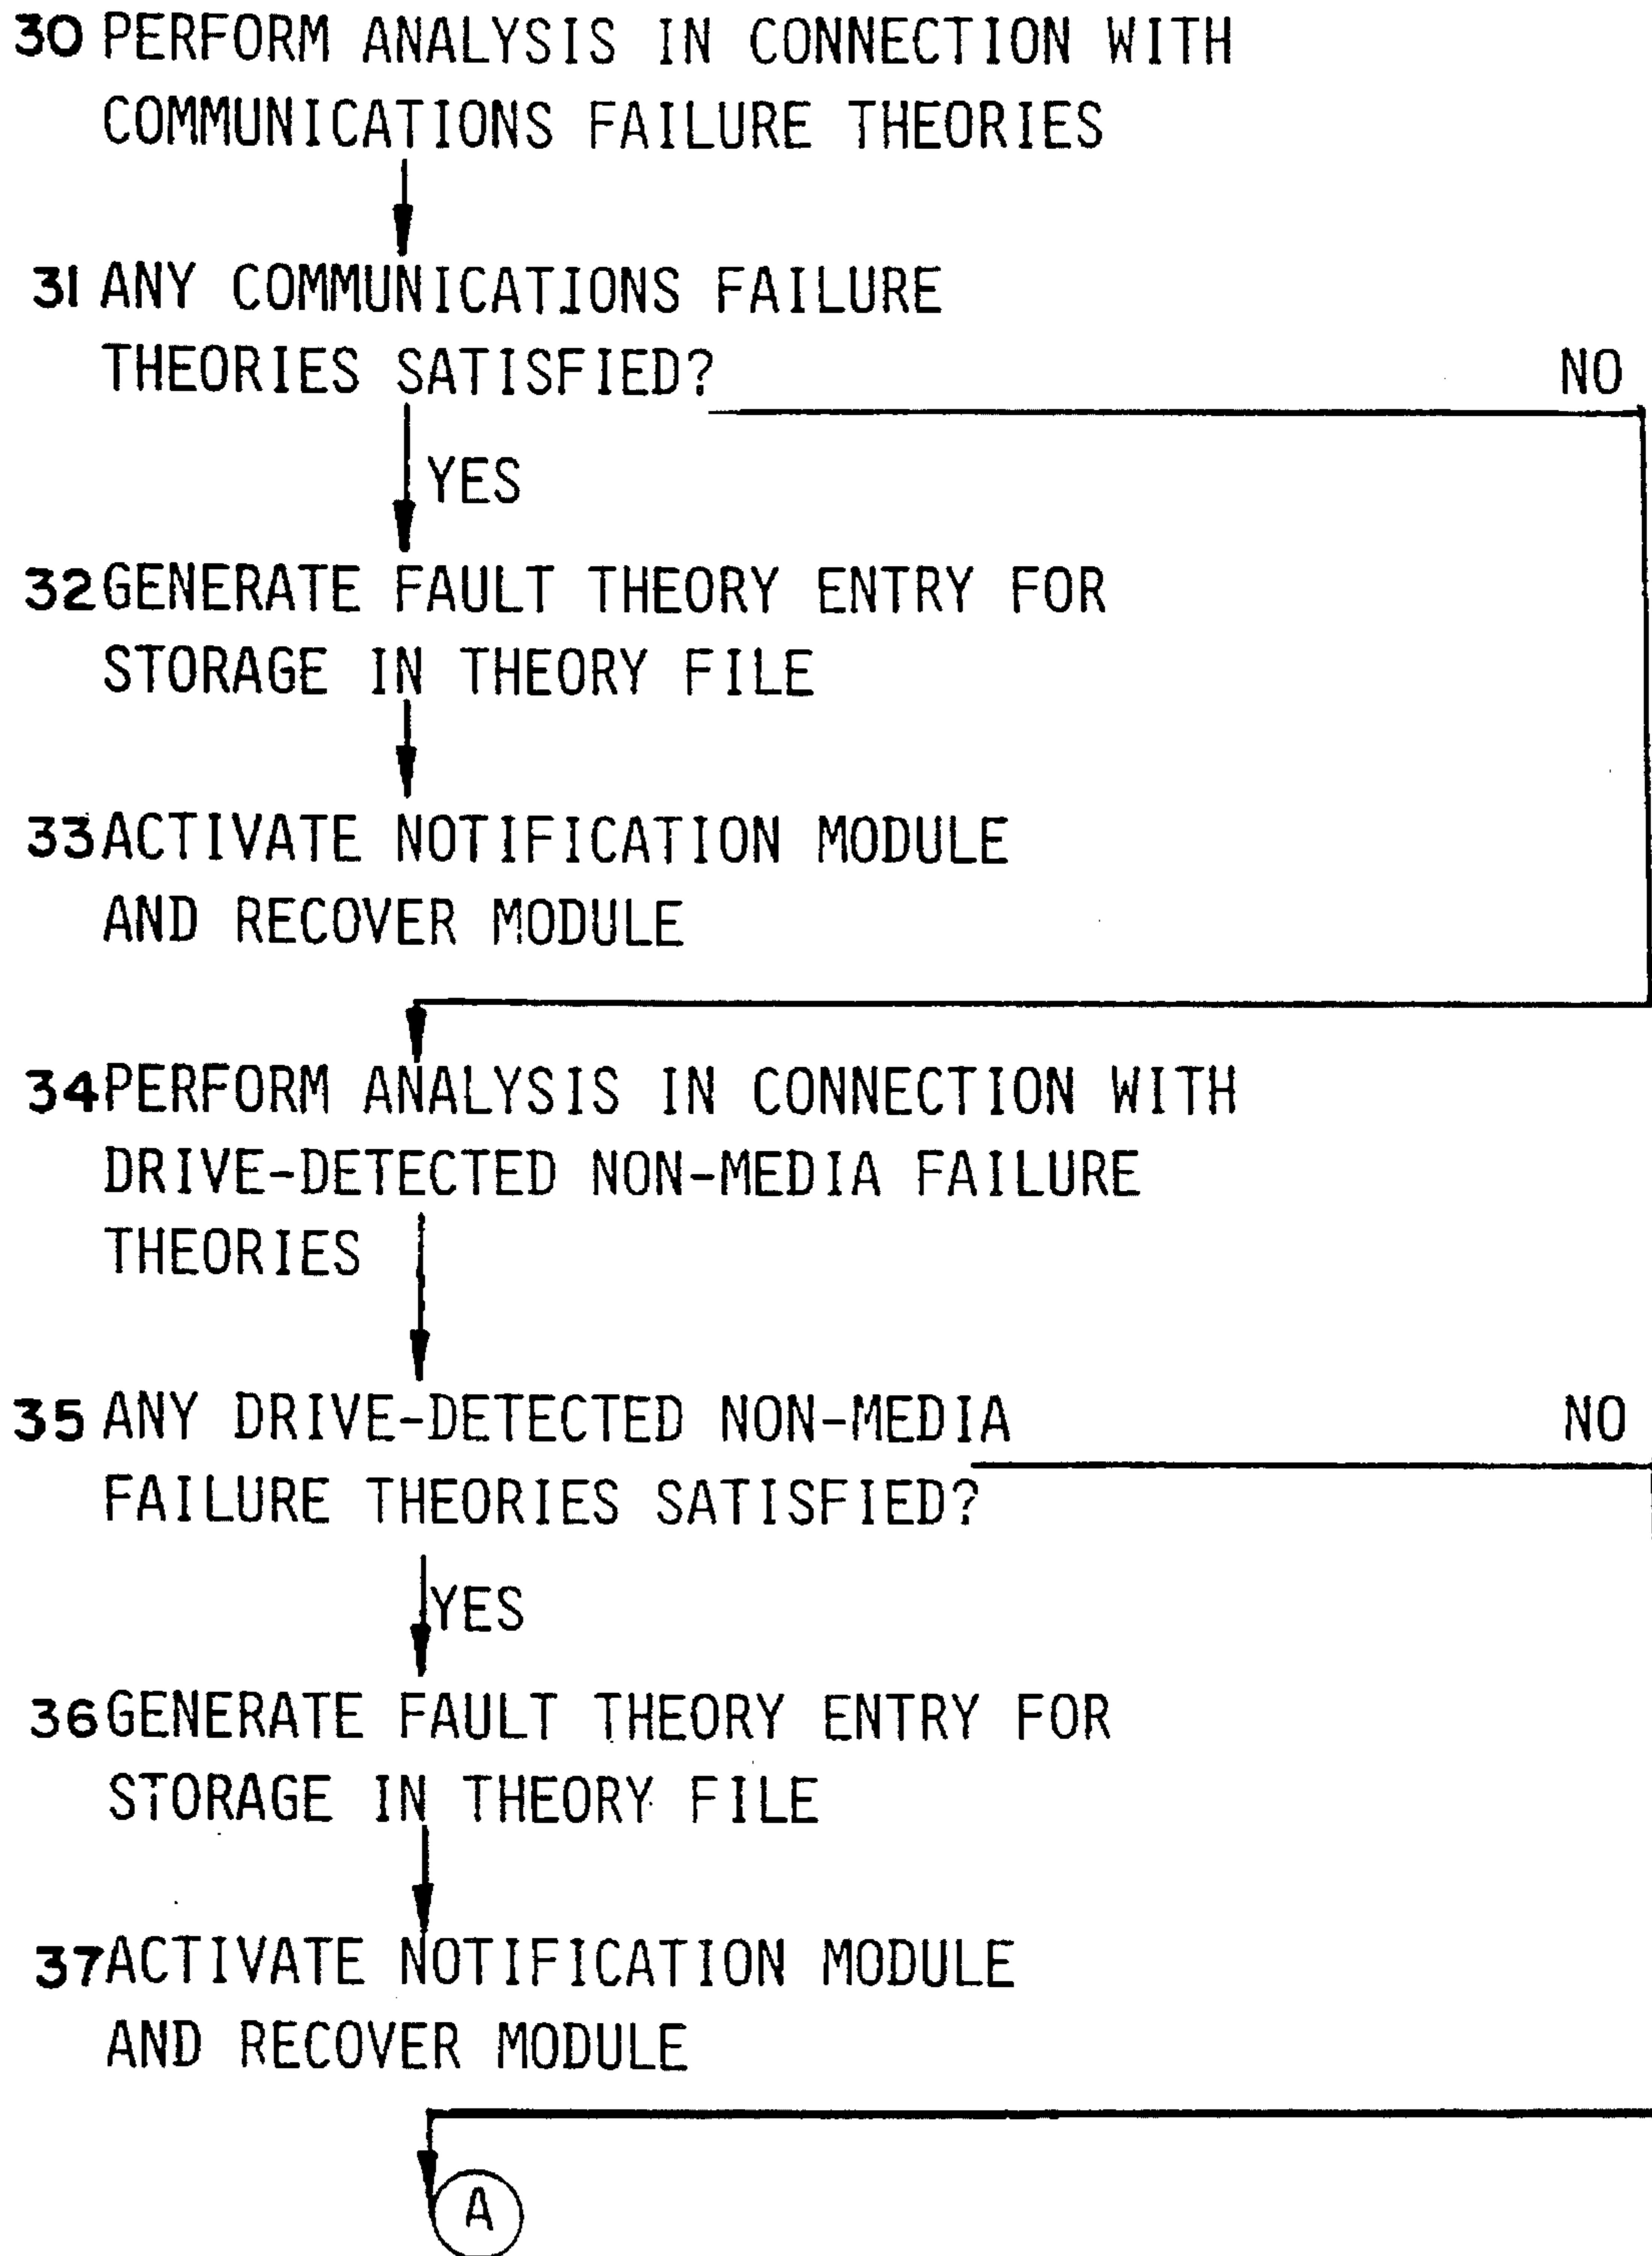 30 PERFORM ANALYSIS IN CONNECTION WITH
COMMUNICATIONS FAILURE THEORIES
31 ANY COMMUNICATIONS FAILURE
THEORIES SATISFIED?
NO
YES
32 GENERATE FAULT THEORY ENTRY FOR
STORAGE IN THEORY FILE
33 ACTIVATE NOTIFICATION MODULE
AND RECOVER MODULE
34 PERFORM ANALYSIS IN CONNECTION WITH
DRIVE-DETECTED NON-MEDIA FAILURE
THEORIES
35 ANY DRIVE-DETECTED NON-MEDIA
NO
FAILURE THEORIES SATISFIED?
YES
36 GENERATE FAULT THEORY ENTRY FOR
STORAGE IN THEORY FILE
37 ACTIVATE NOTIFICATION MODULE
AND RECOVER MODULE
A